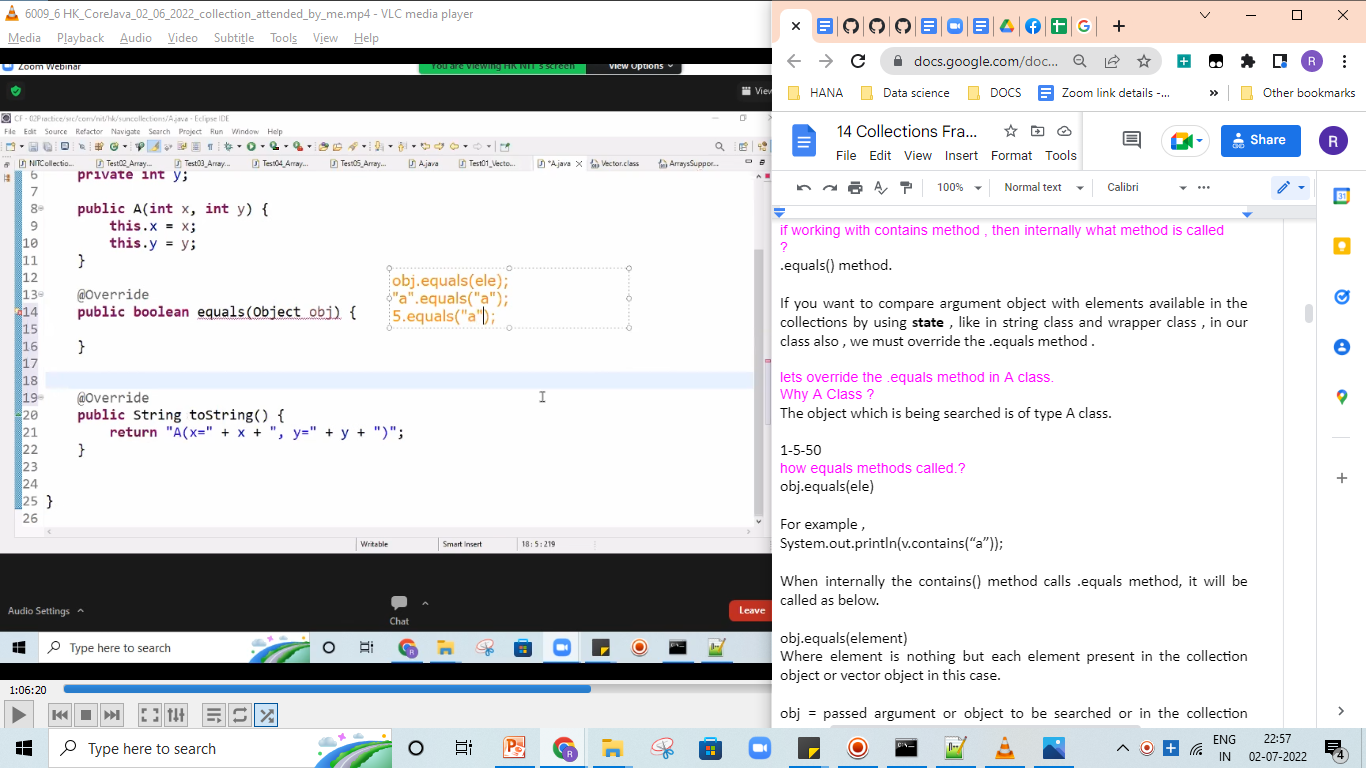 6009_6 HK_CoreJava_02_06_2022_collection_attended_by_me.mp4 - VLC media player
Media Playback Audio Video Subtitle Tools View Help
Zoom Webinar
You are viewing HK NIT's screen View Options
View
CF - 02Practice/src/com/nit/hk/suncollections/A.java - Eclipse IDE
File Edit Source Refactor Navigate Search Project Run Window Help
NITCollectio... Test02_Array... Test03_Array... Test04_Array... Test05_Array... A.java Test01_Vecto... *A.java Vector.class ArraysSuppor...
6 private int y;
7
8 public A(int x, int y) {
9 this.x = x;
10 this.y = y;
11 }
12
13 @Override
14 public boolean equals(Object obj) {
16 }
17
18
19 @Override
20 public String toString() {
21 return "A(x=" + x + ", y=" + y + ")";
22 }
23
24
25 }
26
obj.equals(ele);
"a".equals("a");
5.equals("a");
Writable Smart Insert 18 : 5 : 219
Audio Settings
Chat
Leave
Type here to search
1:06:20
docs.google.com/doc...
HANA Data science DOCS Zoom link details -... » Other bookmarks
14 Collections Fra...
File Edit View Insert Format Tools
Share
R
100% Normal text Calibri
if working with contains method , then internally what method is called
?
.equals() method.
If you want to compare argument object with elements available in the
collections by using state , like in string class and wrapper class , in our
class also , we must override the .equals method .
lets override the .equals method in A class.
Why A Class ?
The object which is being searched is of type A class.
1-5-50
how equals methods called.?
obj.equals(ele)
For example ,
System.out.println(v.contains(“a”));
When internally the contains() method calls .equals method, it will be
called as below.
obj.equals(element)
Where element is nothing but each element present in the collection
object or vector object in this case.
obj = passed argument or object to be searched or in the collection
Type here to search
ENG
IN
22:57
02-07-2022
4